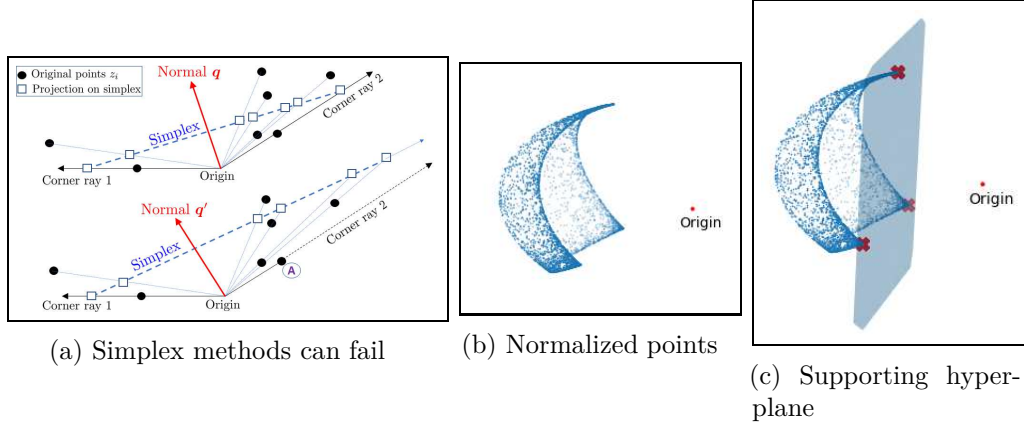 Original points z_i
Projection on simplex
Normal q
Simplex
Corner ray 2
Corner ray 1
Origin
Normal q′
Simplex
Corner ray 2
A
Corner ray 1
Origin
(a) Simplex methods can fail
Origin
(b) Normalized points
Origin
(c) Supporting hyper-
plane